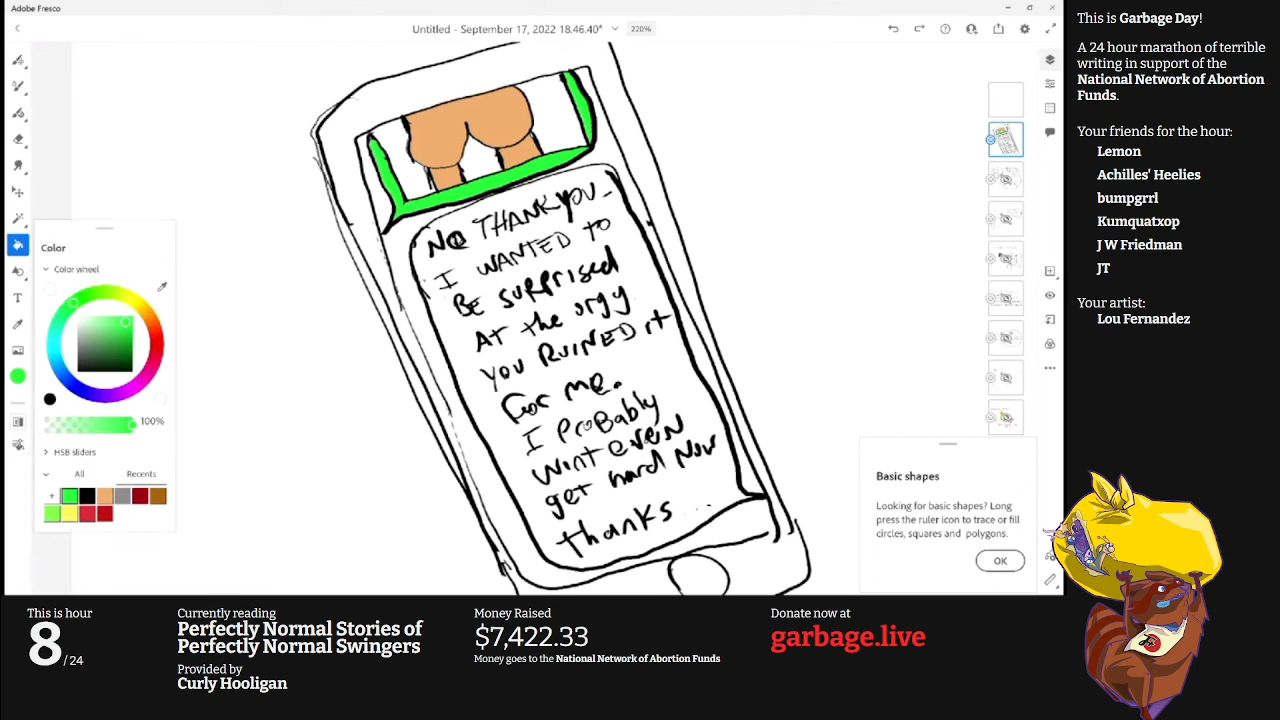 Adobe Fresco
Untitled - September 17, 2022 18.46.40*
220%
NO THANK YOU -
I WANTED to
BE SURPRISED
At the orgy
YOU RUINED it
For me.
I ProBAbly
Wont even
get hard Now
thanks ...
Color
Color wheel
100%
HSB sliders
All
Recents
Basic shapes
Looking for basic shapes? Long
press the ruler icon to trace or fill
circles, squares and polygons.
OK
This is Garbage Day!
A 24 hour marathon of terrible
writing in support of the
National Network of Abortion
Funds.
Your friends for the hour:
Lemon
Achilles' Heelies
bumpgrrl
Kumquatxop
J W Friedman
JT
Your artist:
Lou Fernandez
This is hour
8 / 24
Currently reading
Perfectly Normal Stories of
Perfectly Normal Swingers
Provided by
Curly Hooligan
Money Raised
$7,422.33
Money goes to the National Network of Abortion Funds
Donate now at
garbage.live